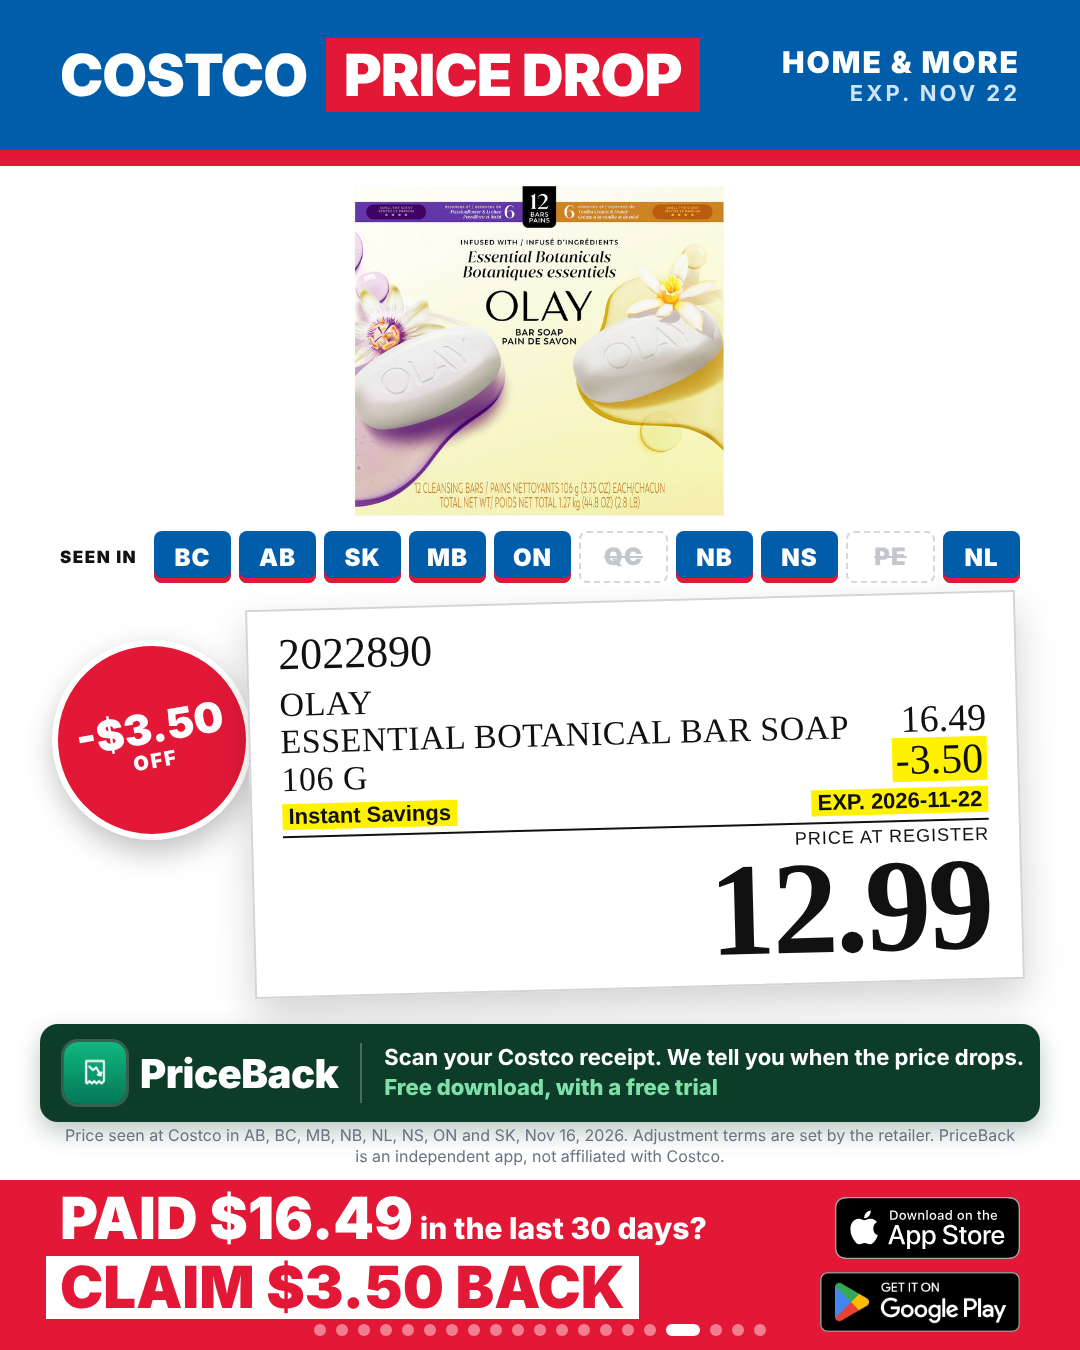 COSTCO PRICE DROP
HOME & MORE
EXP. NOV 22
12
BARS
PAINS
6
6
INFUSED WITH / INFUSÉ D'INGRÉDIENTS
Essential Botanicals
Botaniques essentiels
OLAY
BAR SOAP
PAIN DE SAVON
OLAY
OLAY
12 CLEANSING BARS / PAINS NETTOYANTS 106 g (3.75 OZ) EACH/CHACUN
TOTAL NET WT/ POIDS NET TOTAL 1.27 kg (44.8 OZ) (2.8 LB)
SEEN IN BC AB SK MB ON QC NB NS PE NL
-$3.50
OFF
2022890
OLAY
ESSENTIAL BOTANICAL BAR SOAP 16.49
106 G -3.50
Instant Savings EXP. 2026-11-22
PRICE AT REGISTER
12.99
PriceBack
Scan your Costco receipt. We tell you when the price drops.
Free download, with a free trial
Price seen at Costco in AB, BC, MB, NB, NL, NS, ON and SK, Nov 16, 2026. Adjustment terms are set by the retailer. PriceBack
is an independent app, not affiliated with Costco.
PAID $16.49 in the last 30 days?
CLAIM $3.50 BACK
Download on the
App Store
GET IT ON
Google Play